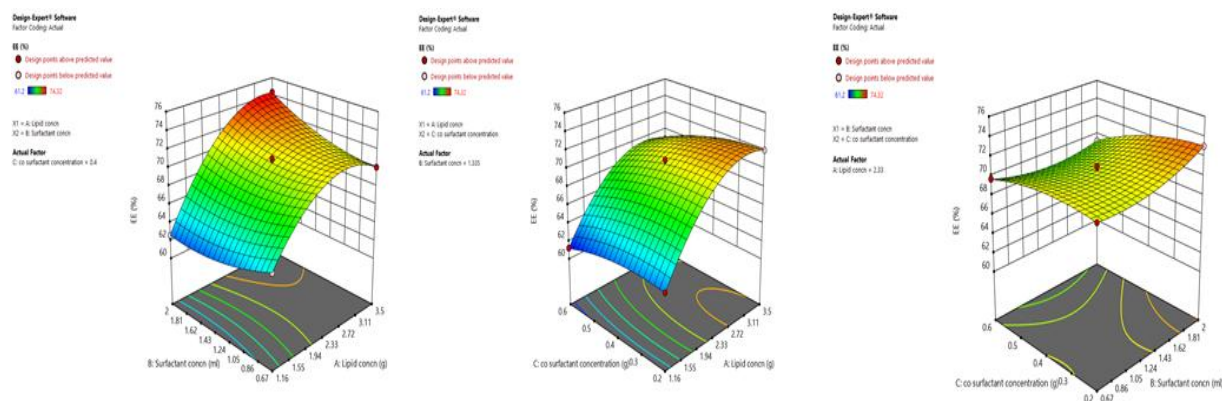 Design-Expert® Software
Factor Coding: Actual
EE (%)
Design points above predicted value
Design points below predicted value
61.2 74.32
X1 = A: Lipid concn
X2 = B: Surfactant concn
Actual Factor
C: co surfactant concentration = 0.4
76
74
72
70
68
66
64
62
60
EE (%)
2
1.81
1.62
1.43
1.24
1.05
0.86
0.67
B: Surfactant concn (ml)
3.5
3.11
2.72
2.33
1.94
1.55
1.16
A: Lipid concn (g)
Design-Expert® Software
Factor Coding: Actual
EE (%)
Design points above predicted value
Design points below predicted value
61.2 74.32
X1 = A: Lipid concn
X2 = C: co surfactant concentration
Actual Factor
B: Surfactant concn = 1.335
76
74
72
70
68
66
64
62
60
EE (%)
0.6
0.5
0.4
0.3
0.2
C: co surfactant concentration (g)
3.5
3.11
2.72
2.33
1.94
1.55
1.16
A: Lipid concn (g)
Design-Expert® Software
Factor Coding: Actual
EE (%)
Design points above predicted value
Design points below predicted value
61.2 74.32
X1 = B: Surfactant concn
X2 = C: co surfactant concentration
Actual Factor
A: Lipid concn = 2.33
76
74
72
70
68
66
64
62
60
EE (%)
0.6
0.5
0.4
0.3
0.2
C: co surfactant concentration (g)
2
1.81
1.62
1.43
1.24
1.05
0.86
0.67
B: Surfactant concn (ml)